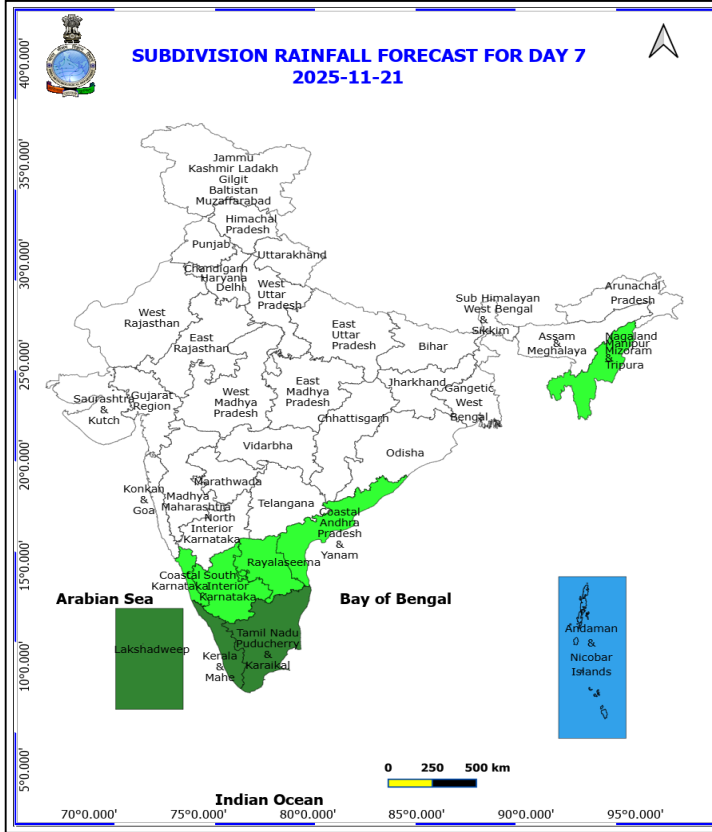 SUBDIVISION RAINFALL FORECAST FOR DAY 7
2025-11-21
40°0.000'
35°0.000'
30°0.000'
25°0.000'
20°0.000'
15°0.000'
10°0.000'
5°0.000'
Jammu
Kashmir Ladakh
Gilgit
Baltistan
Muzaffarabad
Himachal
Pradesh
Punjab
Uttarakhand
Chandigarh
Haryana
Delhi
West
Uttar
Pradesh
Arunachal
Pradesh
Sub Himalayan
West Bengal
&
Sikkim
West
Rajasthan
East
Rajasthan
East
Uttar
Pradesh
Bihar
Assam
&
Meghalaya
Nagaland
Manipur
Mizoram
&
Tripura
Saurashtra
&
Kutch
Gujarat
Region
West
Madhya
Pradesh
East
Madhya
Pradesh
Jharkhand
Gangetic
West
Bengal
Chhattisgarh
Vidarbha
Odisha
Konkan
&
Goa
Marathwada
Madhya
Maharashtra
North
Interior
Karnataka
Telangana
Coastal
Andhra
Pradesh
&
Yanam
Rayalaseema
Coastal
Karnataka
South
Interior
Karnataka
Arabian Sea
Bay of Bengal
Lakshadweep
Kerala
&
Mahe
Tamil Nadu
Puducherry
&
Karaikal
Andaman
&
Nicobar
Islands
0 250 500 km
Indian Ocean
70°0.000' 75°0.000' 80°0.000' 85°0.000' 90°0.000' 95°0.000'